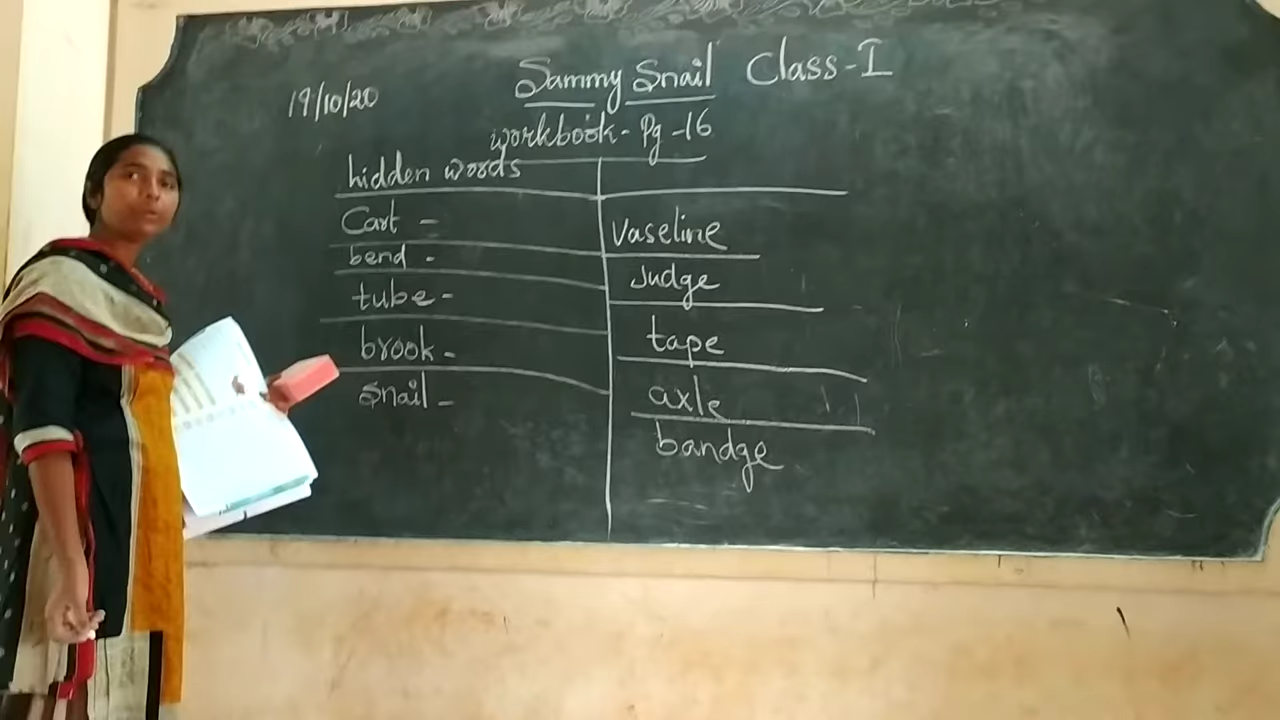 19/10/20
Sammy Snail Class-I
workbook - Pg -16
hidden words
Cart - Vaseline
bend - Judge
tube - tape
brook - axle
Snail - bandge